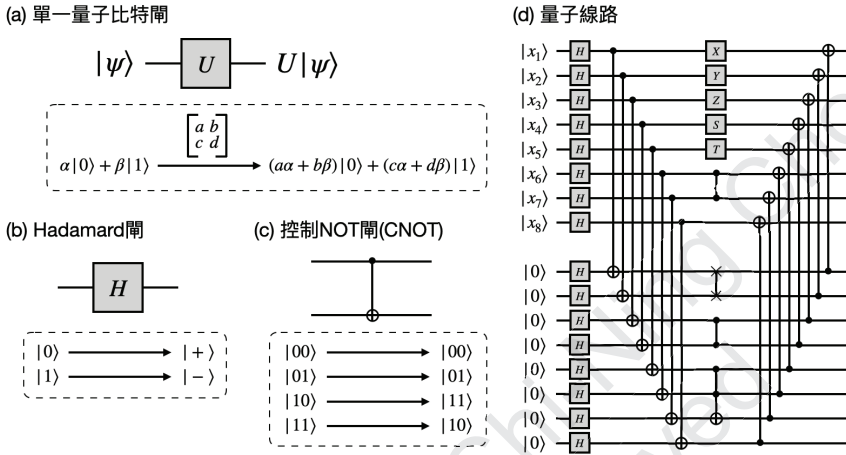 (a) 單一量子比特閘
|ψ⟩ U U|ψ⟩
[a b
c d]
α|0⟩ + β|1⟩ (aα + bβ)|0⟩ + (cα + dβ)|1⟩
(b) Hadamard閘
H
|0⟩ |+⟩
|1⟩ |−⟩
(c) 控制NOT閘(CNOT)
|00⟩ |00⟩
|01⟩ |01⟩
|10⟩ |11⟩
|11⟩ |10⟩
(d) 量子線路
|x₁⟩ H X
|x₂⟩ H Y
|x₃⟩ H Z
|x₄⟩ H S
|x₅⟩ H T
|x₆⟩ H
|x₇⟩ H
|x₈⟩ H
|0⟩ H
|0⟩ H
|0⟩ H
|0⟩ H
|0⟩ H
|0⟩ H
|0⟩ H
|0⟩ H